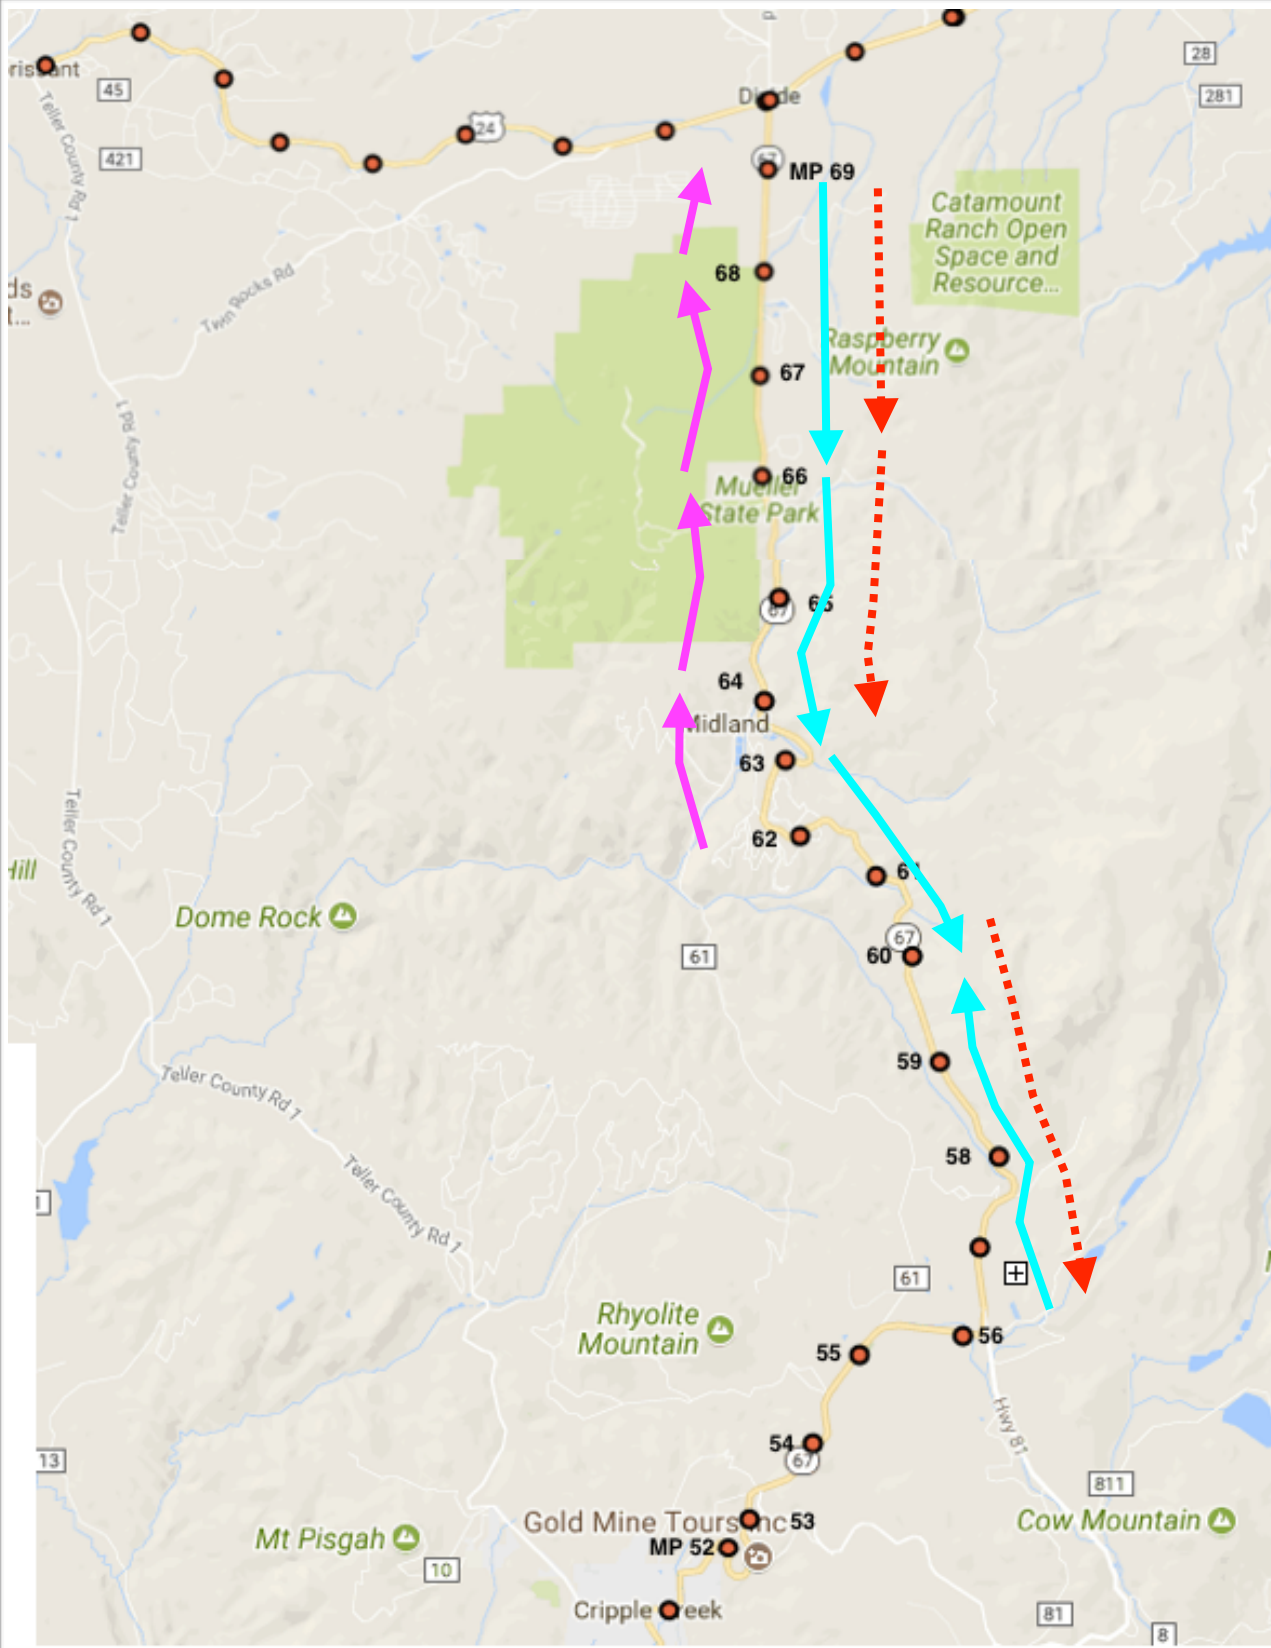 28
281
45
24
Divide
421
67
MP 69
Teller County Rd 1
Catamount
Ranch Open
Space and
Resource...
68
Twin Rocks Rd
Raspberry
Mountain
67
Teller County Rd 1
66
Mueller
State Park
65
67
64
Midland
63
62
Teller County Rd 1
61
Dome Rock
67
60
61
59
Teller County Rd 1
58
Teller County Rd 1
61
Rhyolite
Mountain
56
55
Hwy 81
54
67
13
811
Gold Mine Tours Inc
53
Cow Mountain
Mt Pisgah
MP 52
10
Cripple Creek
81
8